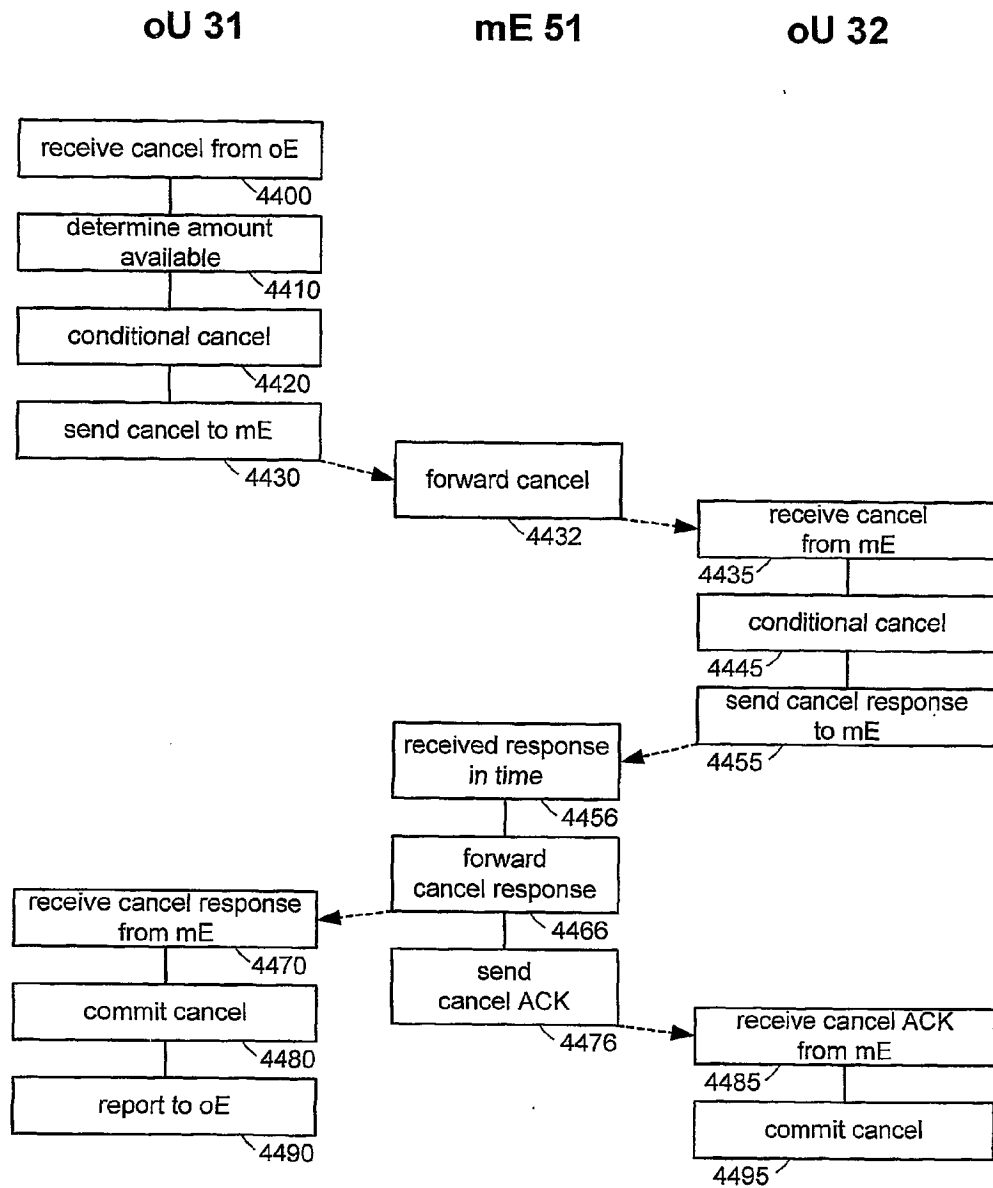 oU 31
mE 51
oU 32
receive cancel from oE
4400
determine amount
available
4410
conditional cancel
4420
send cancel to mE
4430
forward cancel
4432
receive cancel
from mE
4435
conditional cancel
4445
send cancel response
to mE
4455
received response
in time
4456
forward
cancel response
4466
receive cancel response
from mE
4470
send
cancel ACK
4476
commit cancel
4480
receive cancel ACK
from mE
4485
report to oE
4490
commit cancel
4495